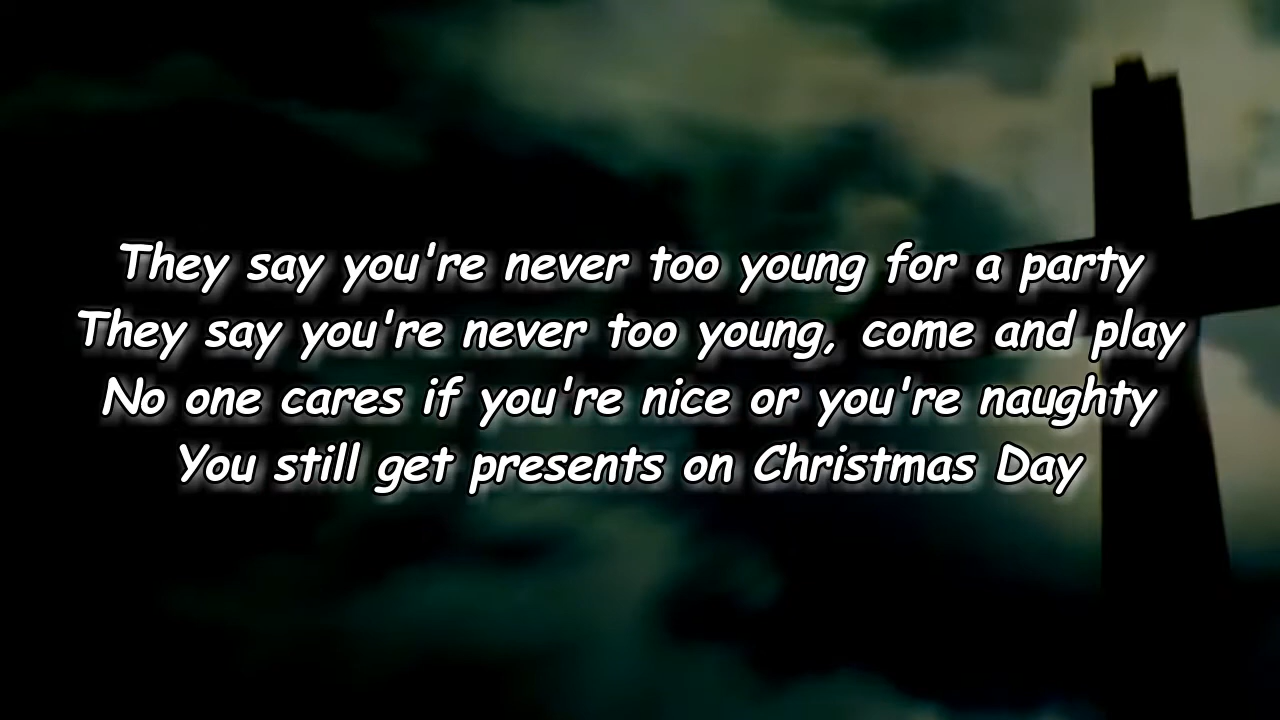 They say you're never too young for a party
They say you're never too young, come and play
No one cares if you're nice or you're naughty
You still get presents on Christmas Day